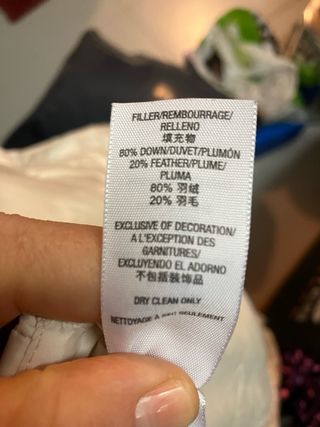 FILLER/REMBOURRAGE/
RELLENO
填充物
80% DOWN/DUVET/PLUMÓN
20% FEATHER/PLUME/
PLUMA
80% 羽绒
20% 羽毛
EXCLUSIVE OF DECORATION/
A L'EXCEPTION DES
GARNITURES/
EXCLUYENDO EL ADORNO
不包括装饰品
DRY CLEAN ONLY
NETTOYAGE A SEC SEULEMENT